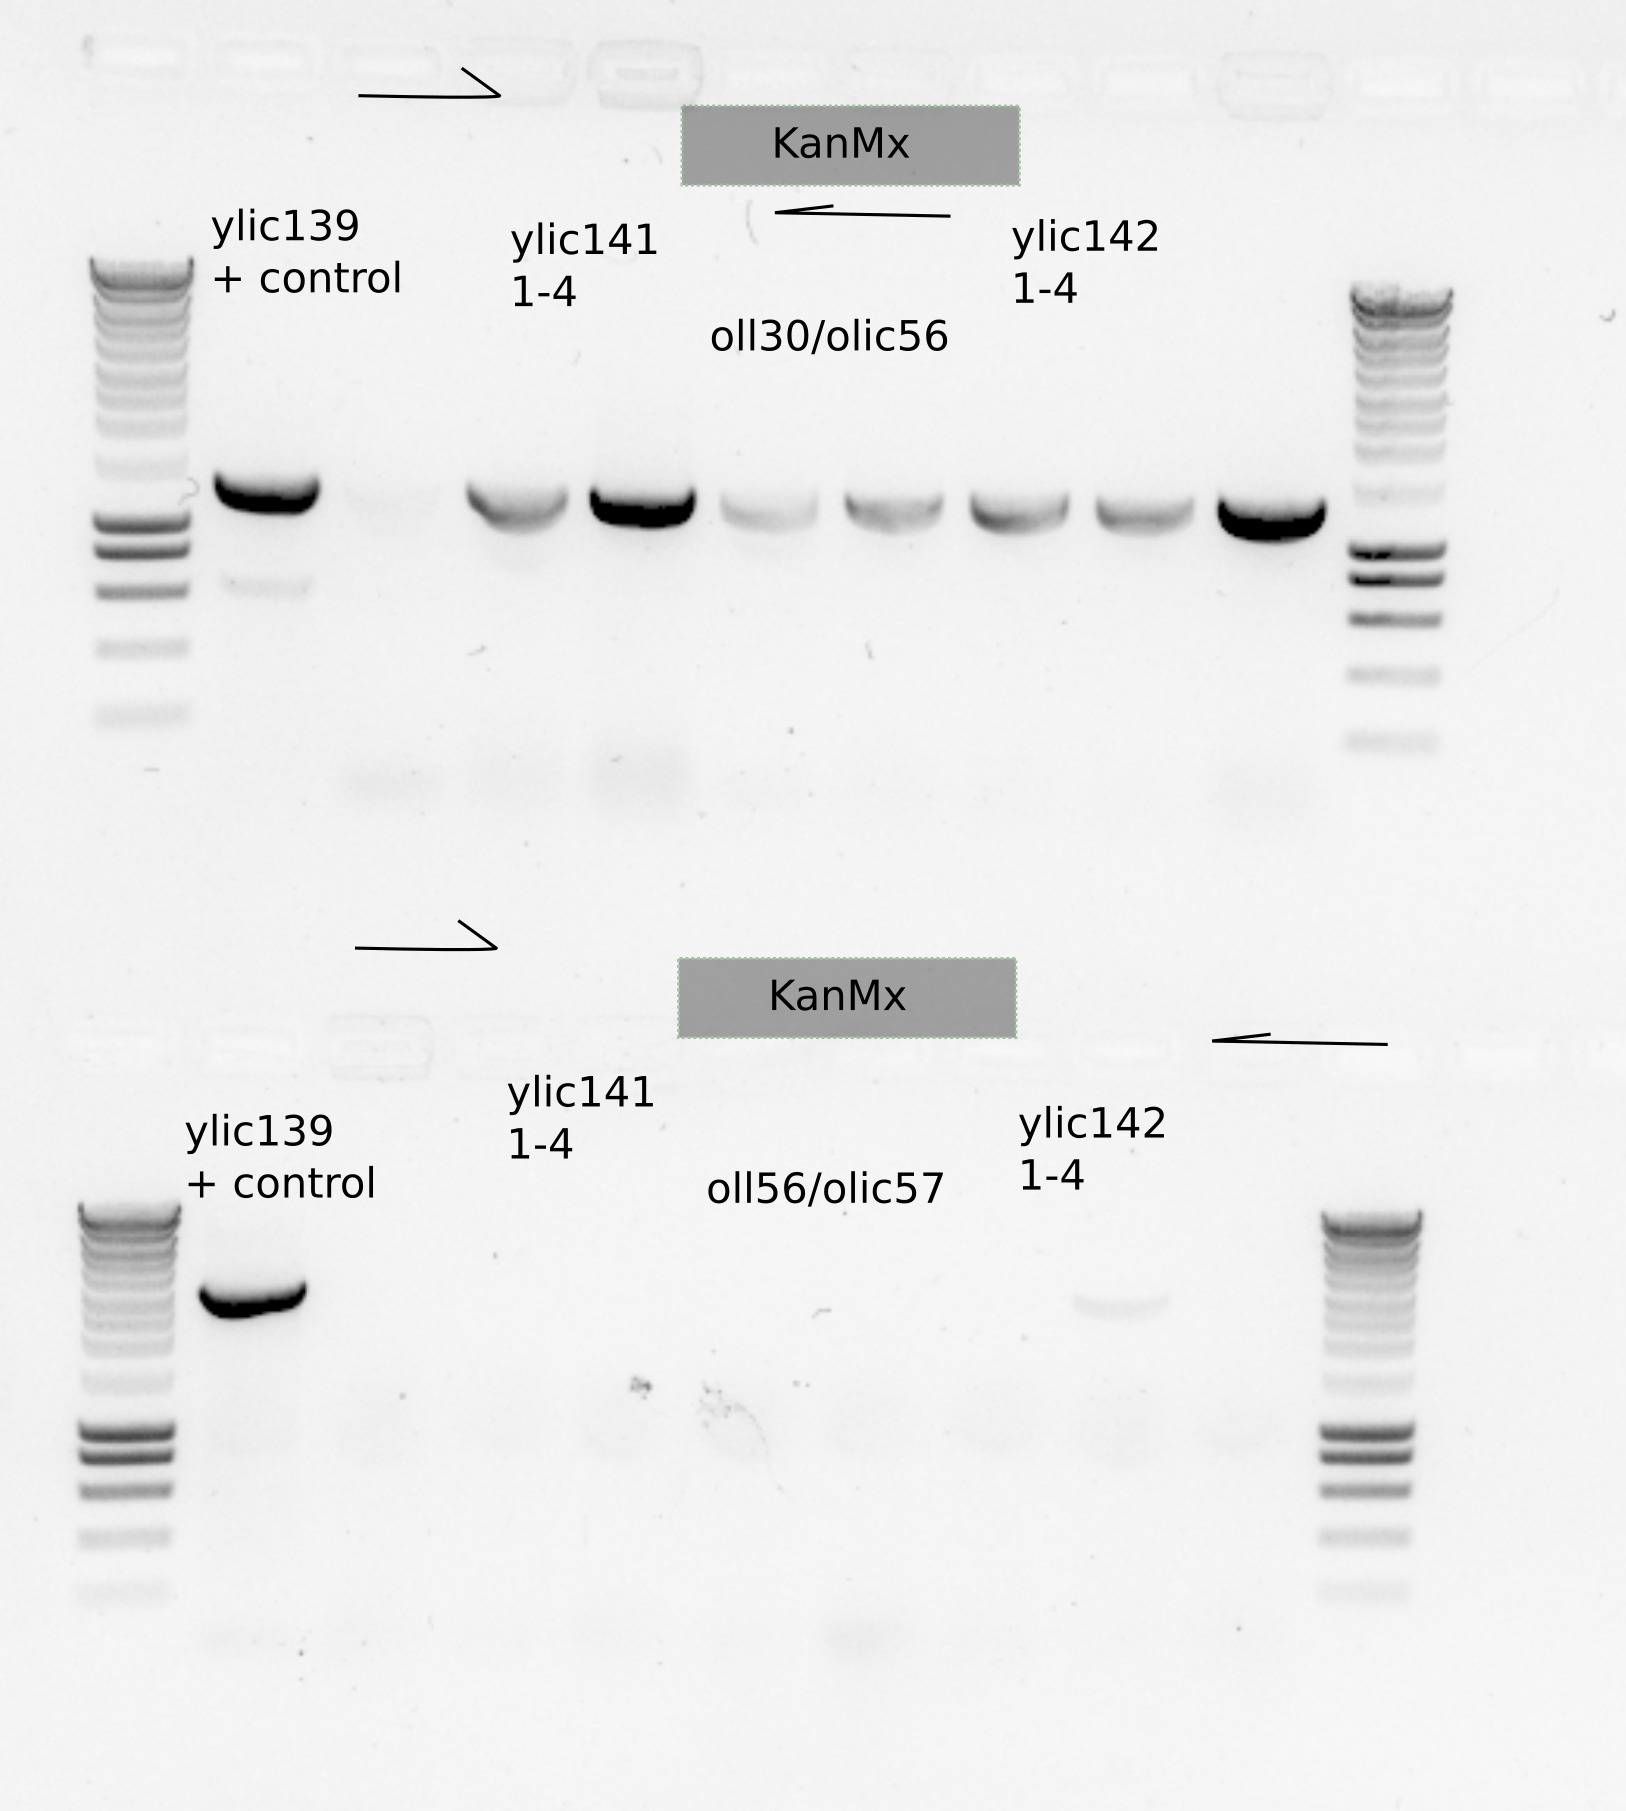 KanMx
ylic139
+ control
ylic141
1-4
ylic142
1-4
oll30/olic56
KanMx
ylic139
+ control
ylic141
1-4
ylic142
1-4
oll56/olic57